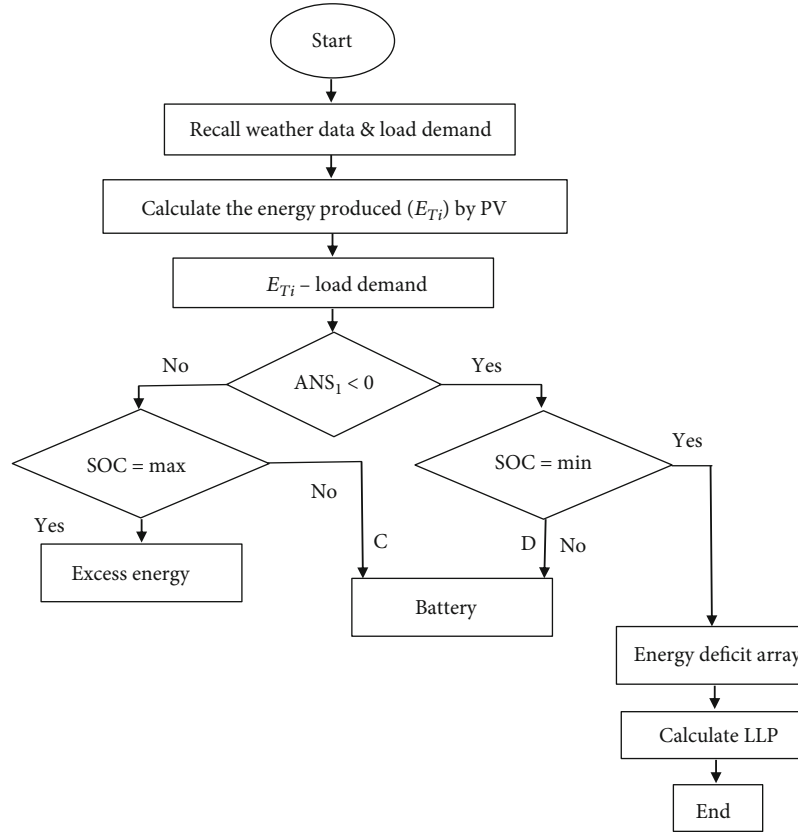 Start
Recall weather data & load demand
Calculate the energy produced (E_Ti) by PV
E_Ti – load demand
No
Yes
ANS₁ < 0
SOC = max
SOC = min
Yes
No
Yes
C
D
No
Excess energy
Battery
Energy deficit array
Calculate LLP
End